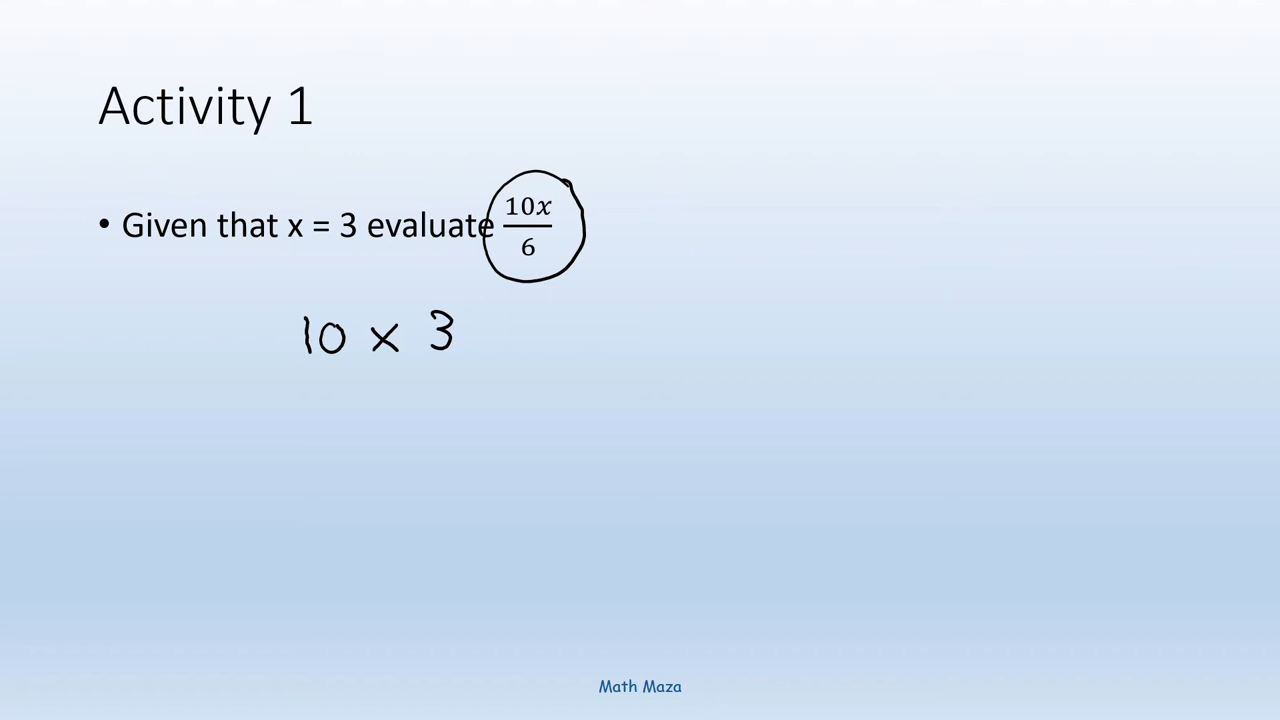 Activity 1
• Given that x = 3 evaluate 10x/6
10 x 3
Math Maza